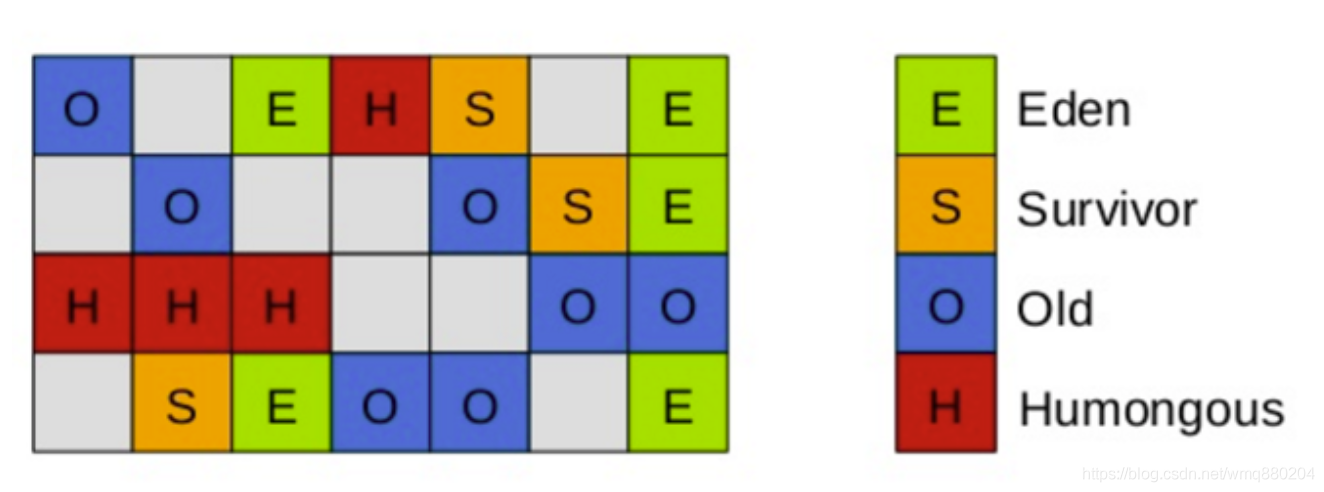 O E H S E
O O S E
H H H O O
S E O O E
E Eden
S Survivor
O Old
H Humongous
https://blog.csdn.net/wmq880204